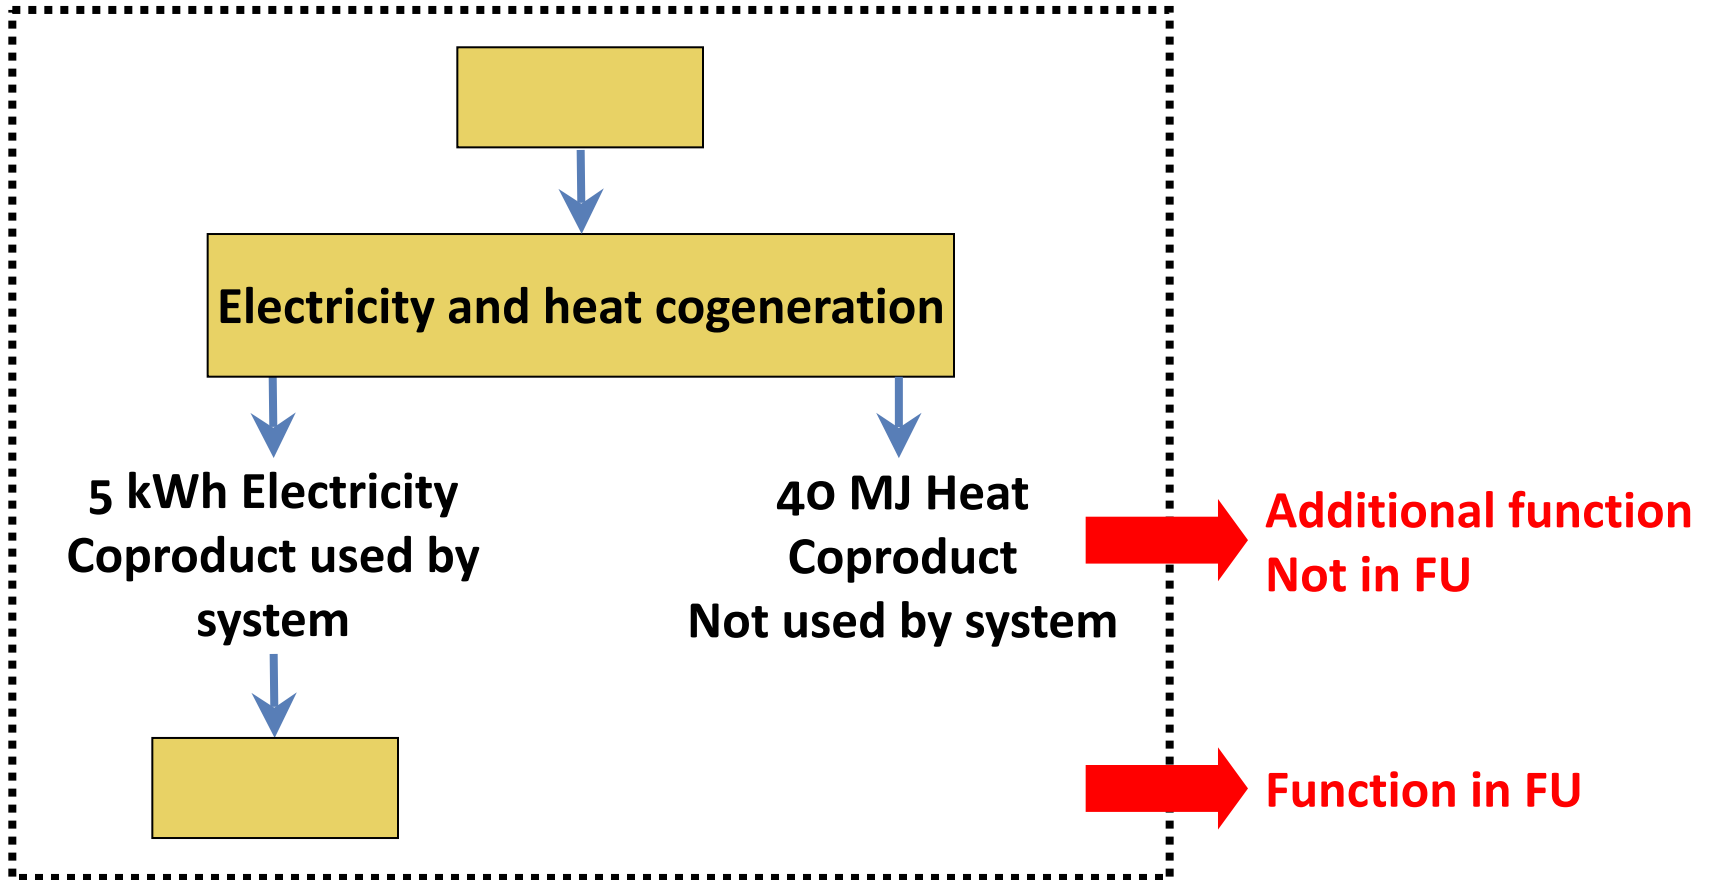 Electricity and heat cogeneration
5 kWh Electricity
Coproduct used by
system
40 MJ Heat
Coproduct
Not used by system
Additional function
Not in FU
Function in FU